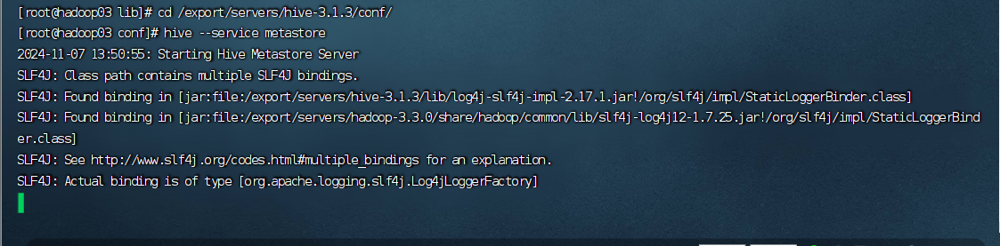 [root@hadoop03 lib]# cd /export/servers/hive-3.1.3/conf/
[root@hadoop03 conf]# hive --service metastore
2024-11-07 13:50:55: Starting Hive Metastore Server
SLF4J: Class path contains multiple SLF4J bindings.
SLF4J: Found binding in [jar:file:/export/servers/hive-3.1.3/lib/log4j-slf4j-impl-2.17.1.jar!/org/slf4j/impl/StaticLoggerBinder.class]
SLF4J: Found binding in [jar:file:/export/servers/hadoop-3.3.0/share/hadoop/common/lib/slf4j-log4j12-1.7.25.jar!/org/slf4j/impl/StaticLoggerBind
er.class]
SLF4J: See http://www.slf4j.org/codes.html#multiple_bindings for an explanation.
SLF4J: Actual binding is of type [org.apache.logging.slf4j.Log4jLoggerFactory]